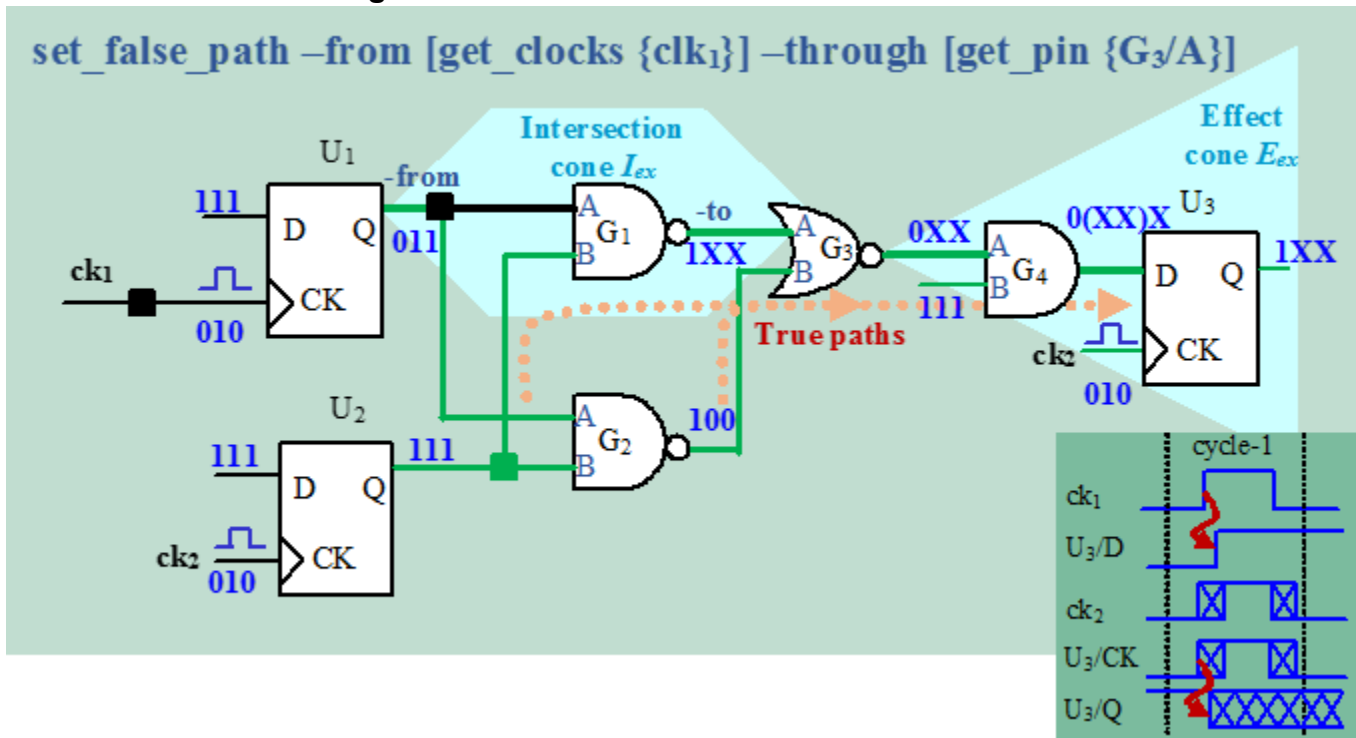 set_false_path –from [get_clocks {clk1}] –through [get_pin {G3/A}]
Intersection
cone Iex
Effect
cone Eex
U1
-from
111
D
Q
011
ck1
CK
010
A
G1
B
-to
1XX
A
G3
B
0XX
A
G4
B
111
0(XX)X
U3
D
Q
1XX
ck2
CK
010
True paths
U2
111
D
Q
111
ck2
CK
010
A
G2
B
100
cycle-1
ck1
U3/D
ck2
U3/CK
U3/Q